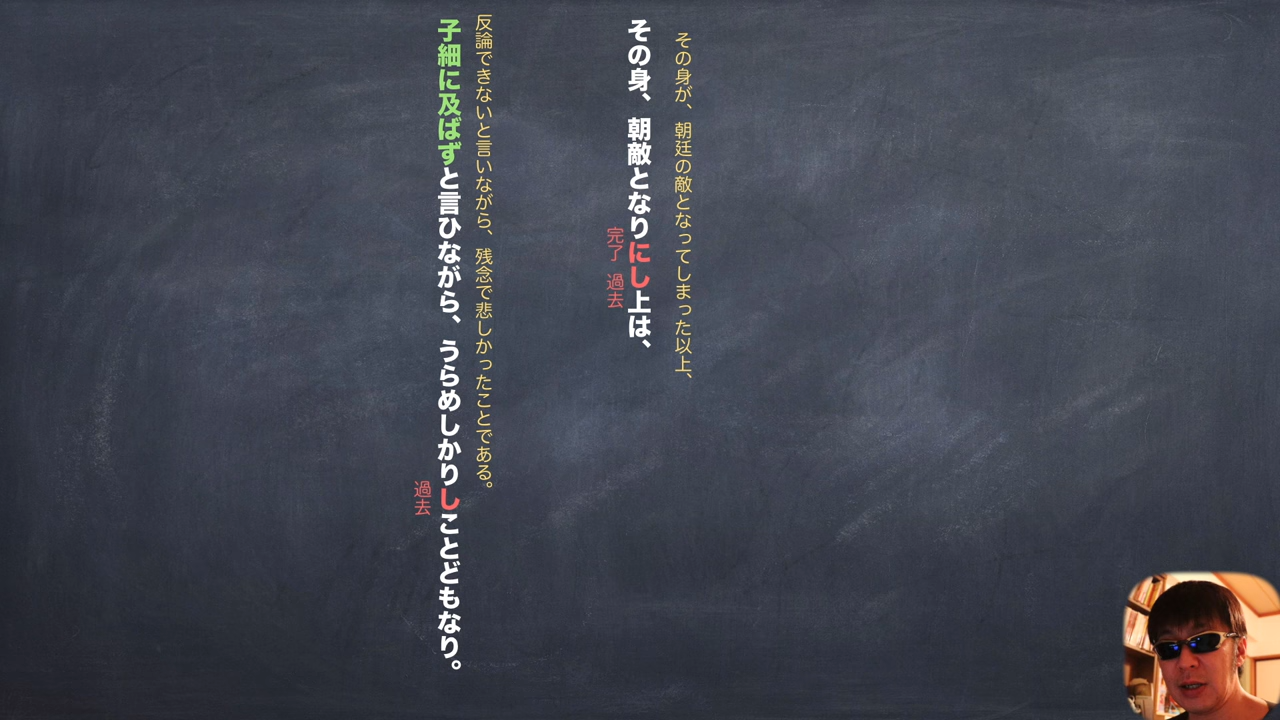 その身が、朝廷の敵となってしまった以上、
その身、朝敵となりにし上は、
完了 過去
反論できないと言いながら、残念で悲しかったことである。
子細に及ばずと言ひながら、うらめしかりしことどもなり。
過去